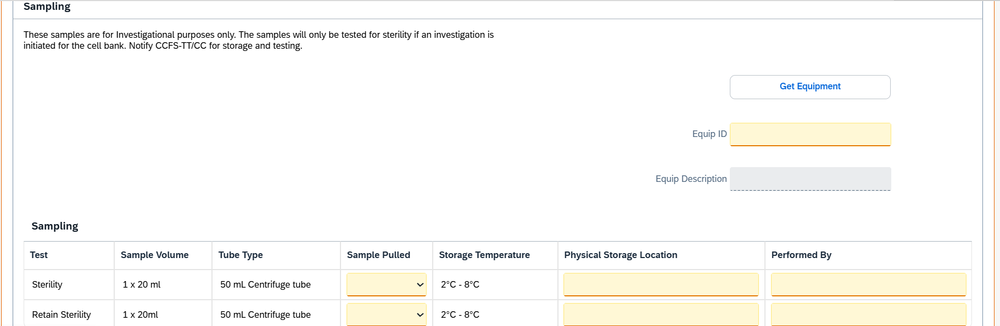 Sampling
These samples are for Investigational purposes only. The samples will only be tested for sterility if an investigation is
initiated for the cell bank. Notify CCFS-TT/CC for storage and testing.
Get Equipment
Equip ID
Equip Description
Sampling
Test Sample Volume Tube Type Sample Pulled Storage Temperature Physical Storage Location Performed By
Sterility 1 x 20 ml 50 mL Centrifuge tube 2°C - 8°C
Retain Sterility 1 x 20ml 50 mL Centrifuge tube 2°C - 8°C